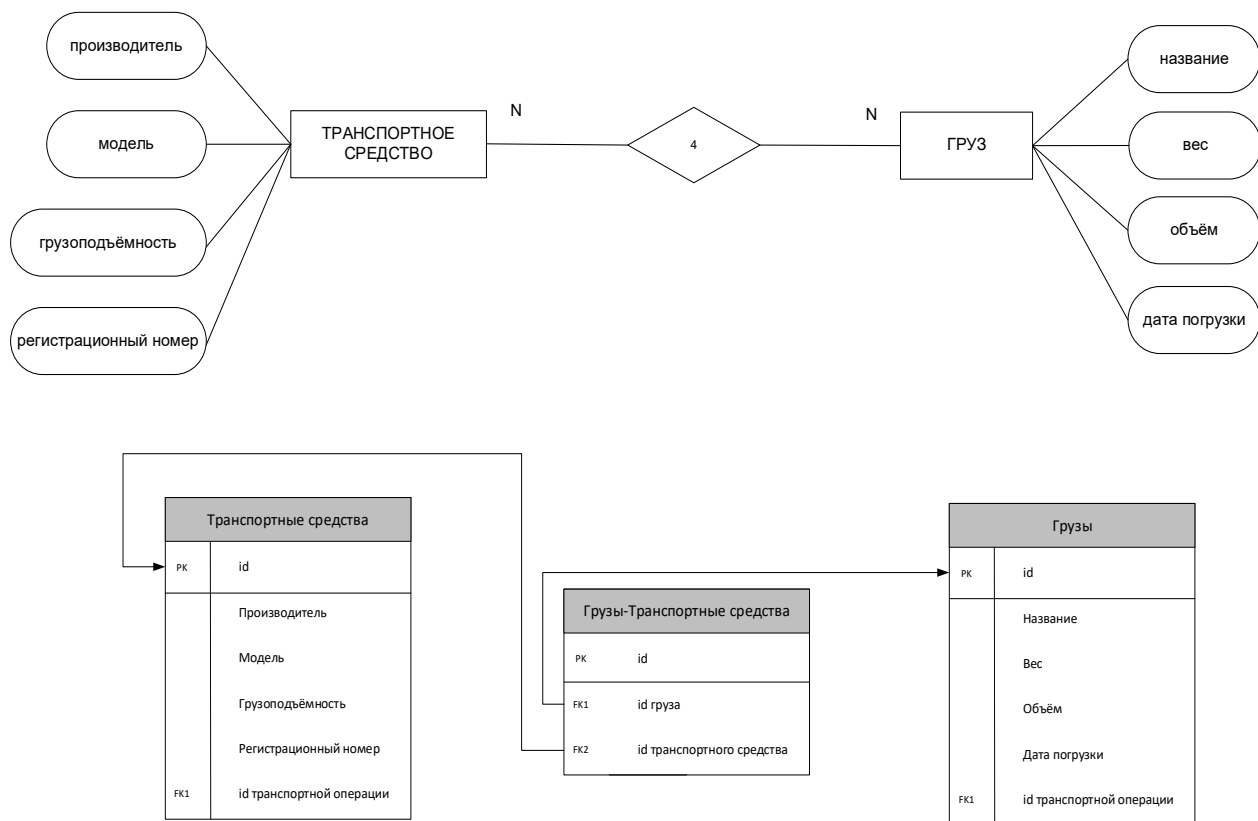 производитель
модель
грузоподъёмность
регистрационный номер
ТРАНСПОРТНОЕ
СРЕДСТВО
N
4
N
ГРУЗ
название
вес
объём
дата погрузки
Транспортные средства
PK id
Производитель
Модель
Грузоподъёмность
Регистрационный номер
FK1 id транспортной операции
Грузы-Транспортные средства
PK id
FK1 id груза
FK2 id транспортного средства
Грузы
PK id
Название
Вес
Объём
Дата погрузки
FK1 id транспортной операции